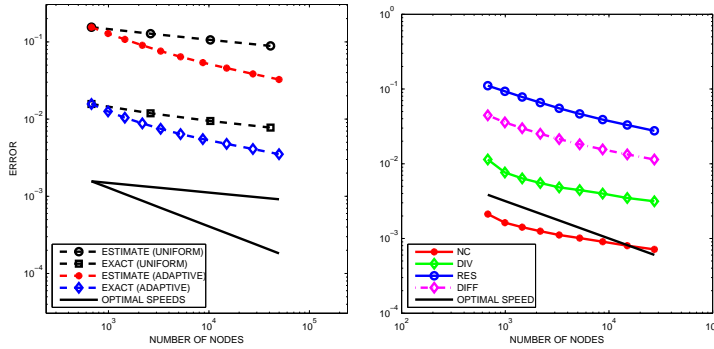 10^-1
10^-2
10^-3
10^-4
ERROR
ESTIMATE (UNIFORM)
EXACT (UNIFORM)
ESTIMATE (ADAPTIVE)
EXACT (ADAPTIVE)
OPTIMAL SPEEDS
10^3
10^4
10^5
NUMBER OF NODES
10^0
10^-1
10^-2
10^-3
10^-4
NC
DIV
RES
DIFF
OPTIMAL SPEED
10^2
10^3
10^4
10^5
NUMBER OF NODES